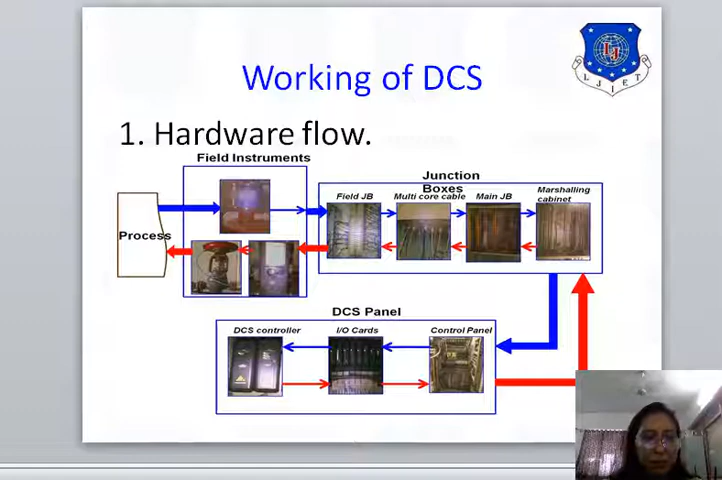 Working of DCS
LJIET
1. Hardware flow.
Field Instruments
Junction
Boxes
Field JB
Multi core cable
Main JB
Marshalling
cabinet
Process
DCS Panel
DCS controller
I/O Cards
Control Panel